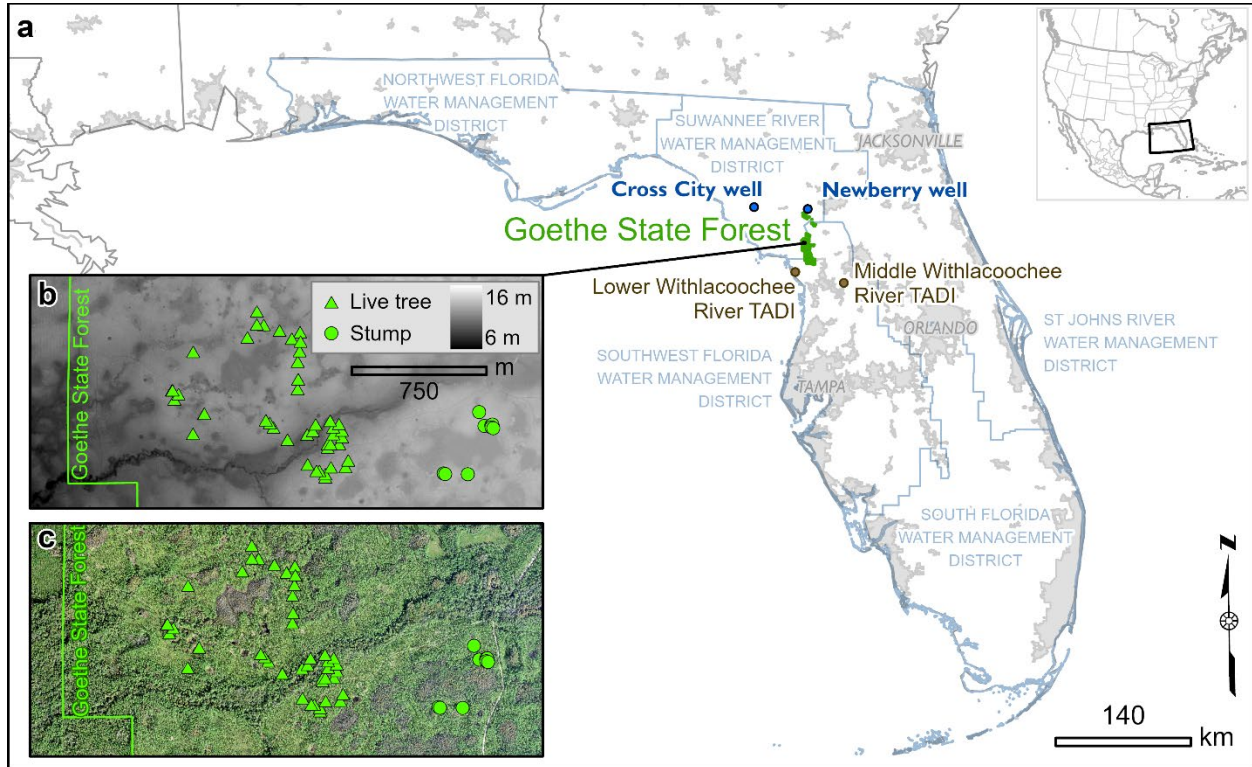 a
NORTHWEST FLORIDA
WATER MANAGEMENT
DISTRICT
SUWANNEE RIVER
WATER MANAGEMENT
DISTRICT
JACKSONVILLE
Cross City well
Newberry well
Goethe State Forest
Lower Withlacoochee
River TADI
Middle Withlacoochee
River TADI
ORLANDO
ST JOHNS RIVER
WATER MANAGEMENT
DISTRICT
SOUTHWEST FLORIDA
WATER MANAGEMENT
DISTRICT
TAMPA
SOUTH FLORIDA
WATER MANAGEMENT
DISTRICT
b
Goethe State Forest
Live tree
Stump
16 m
6 m
m
750
c
Goethe State Forest
N
140
km